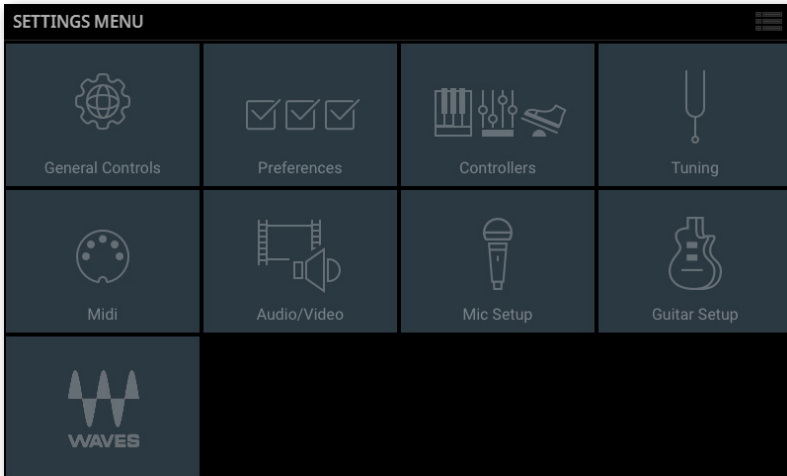 SETTINGS MENU
General Controls
Preferences
Controllers
Tuning
Midi
Audio/Video
Mic Setup
Guitar Setup
WAVES